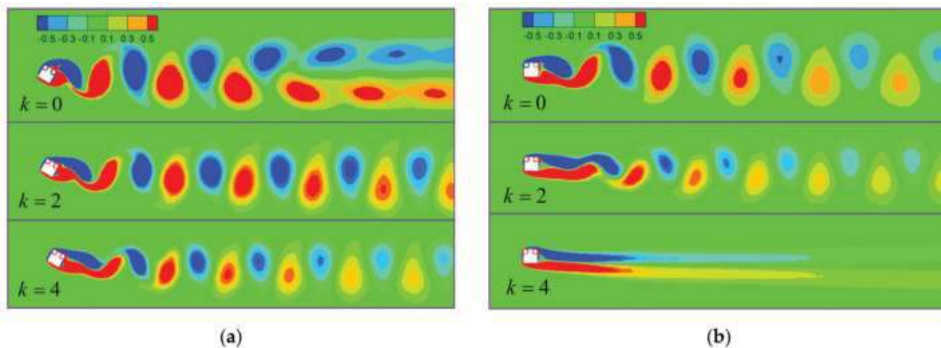 -0.5 -0.3 -0.1 0.1 0.3 0.5
k = 0
k = 2
k = 4
(a)
-0.5 -0.3 -0.1 0.1 0.3 0.5
k = 0
k = 2
k = 4
(b)